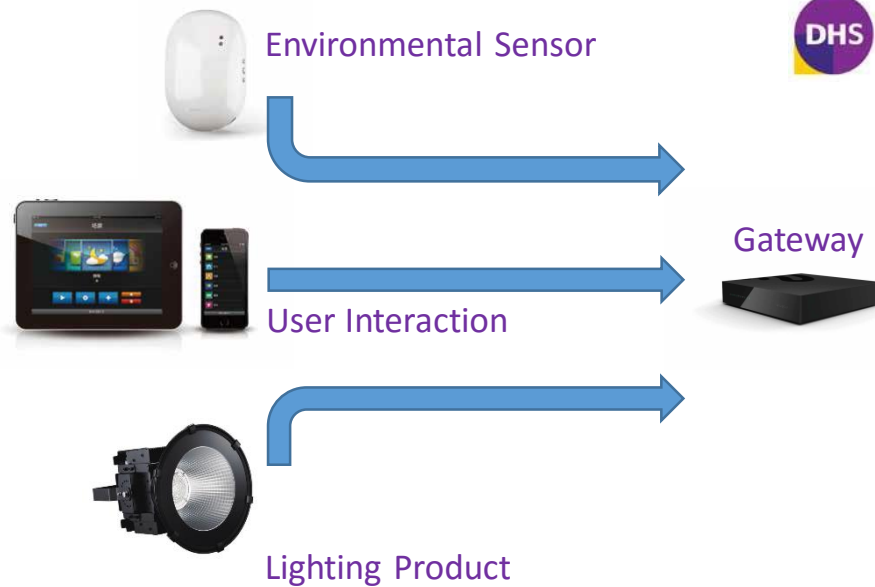 Environmental Sensor
DHS
Gateway
User Interaction
Lighting Product